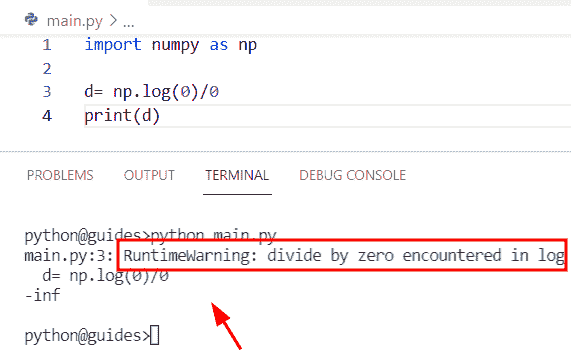 main.py > ...
1 import numpy as np
2
3 d= np.log(0)/0
4 print(d)
PROBLEMS OUTPUT TERMINAL DEBUG CONSOLE
python@guides>python main.py
main.py:3: RuntimeWarning: divide by zero encountered in log
d= np.log(0)/0
-inf
python@guides>